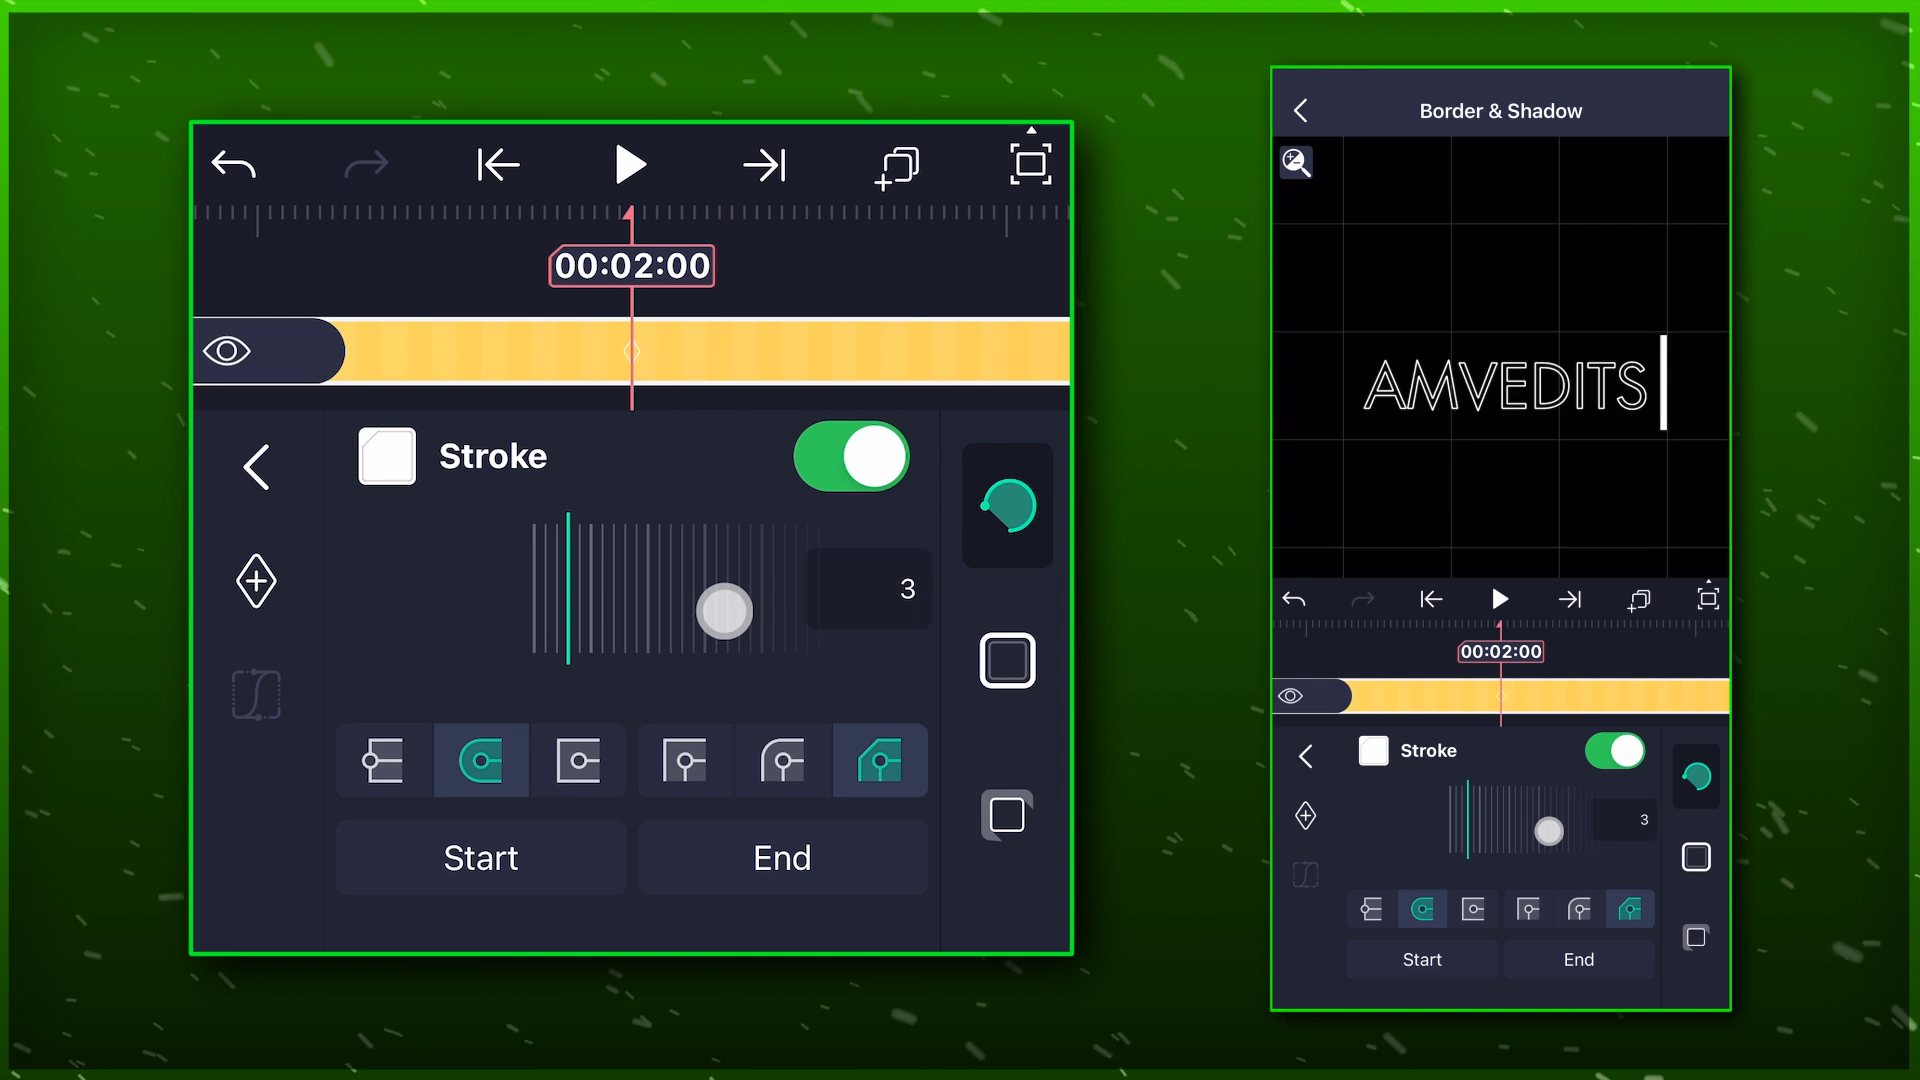 00:02:00
Stroke
3
Start End
Border & Shadow
AMVEDITS
00:02:00
Stroke
3
Start End